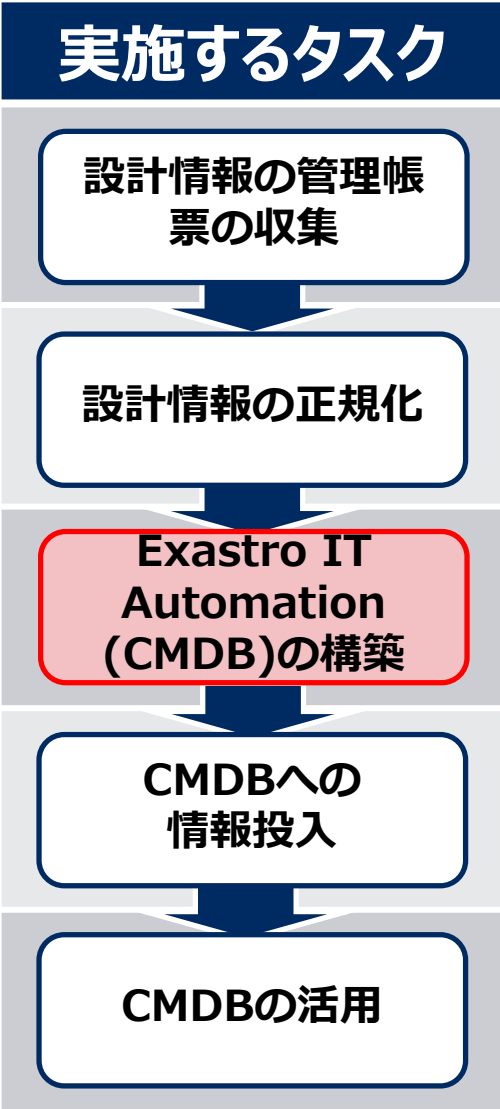 実施するタスク
設計情報の管理帳
票の収集
設計情報の正規化
Exastro IT
Automation
(CMDB)の構築
CMDBへの
情報投入
CMDBの活用